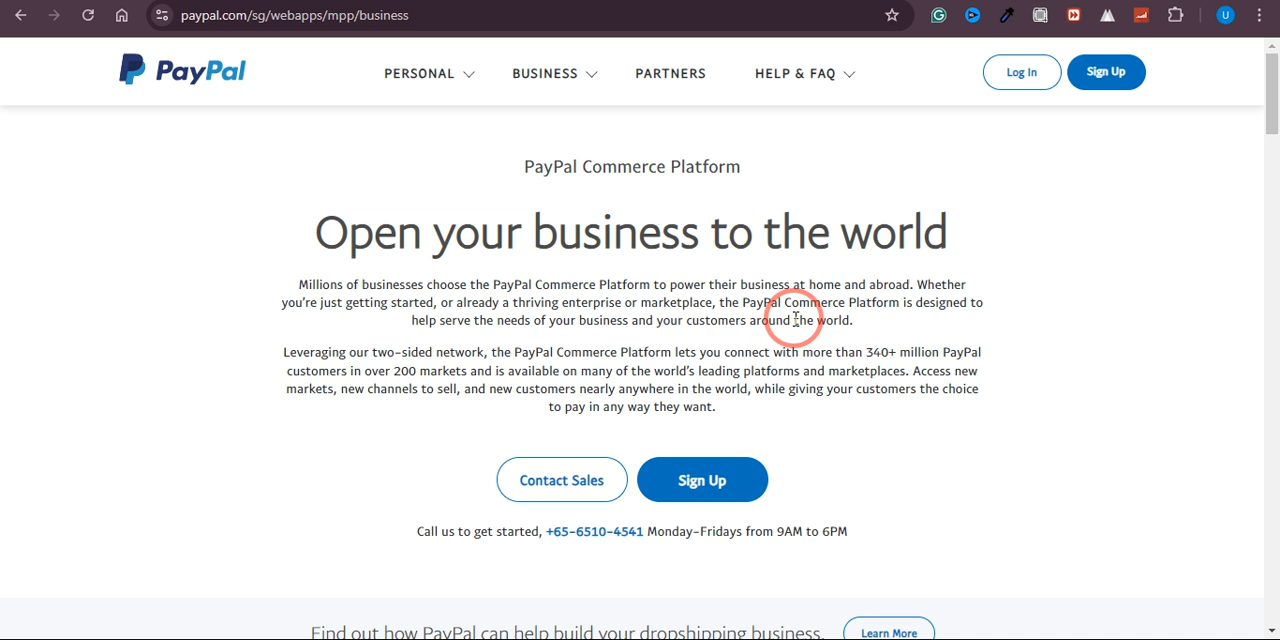 paypal.com/sg/webapps/mpp/business
U
PayPal
PERSONAL
BUSINESS
PARTNERS
HELP & FAQ
Log In
Sign Up
PayPal Commerce Platform
Open your business to the world
Millions of businesses choose the PayPal Commerce Platform to power their business at home and abroad. Whether
you're just getting started, or already a thriving enterprise or marketplace, the PayPal Commerce Platform is designed to
help serve the needs of your business and your customers around the world.
Leveraging our two-sided network, the PayPal Commerce Platform lets you connect with more than 340+ million PayPal
customers in over 200 markets and is available on many of the world's leading platforms and marketplaces. Access new
markets, new channels to sell, and new customers nearly anywhere in the world, while giving your customers the choice
to pay in any way they want.
Contact Sales
Sign Up
Call us to get started, +65-6510-4541 Monday-Fridays from 9AM to 6PM
Find out how PayPal can help build your dropshipping business.
Learn More